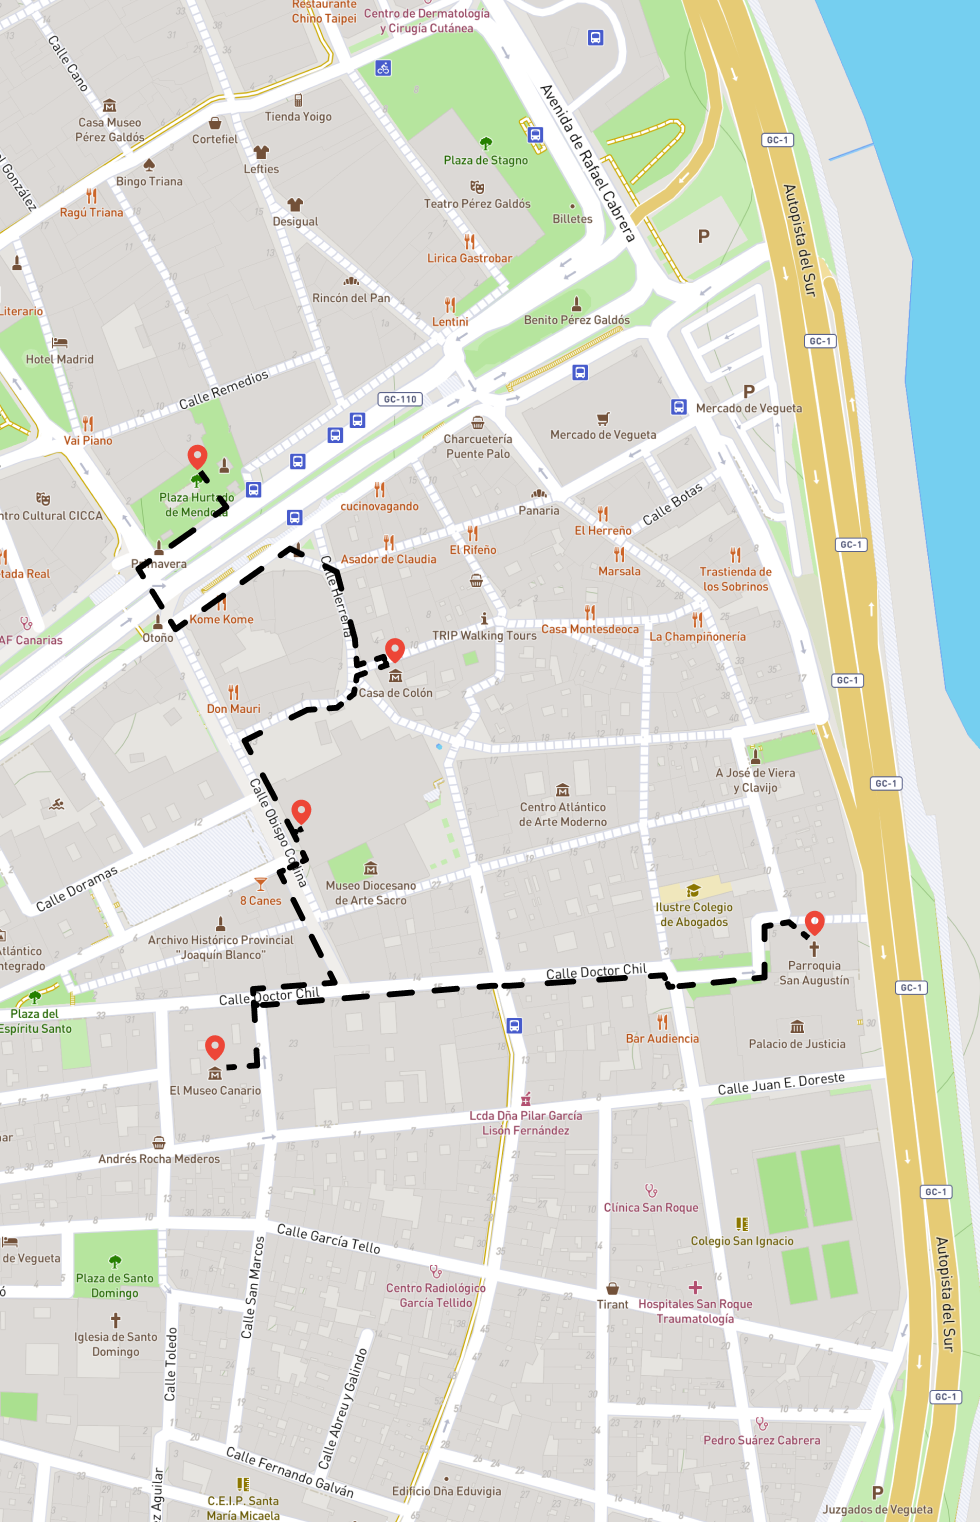 Restaurante
Chino Taipei
Centro de Dermatología
y Cirugía Cutánea
Calle Cano
Casa Museo
Pérez Galdós
Tienda Yoigo
Cortefiel
Lefties
Bingo Triana
Ragú Triana
Desigual
Avenida de Rafael Cabrera
Plaza de Stagno
Teatro Pérez Galdós
Billetes
Lirica Gastrobar
Rincón del Pan
Lentini
Benito Pérez Galdós
P
GC-1
Autopista del Sur
González
Literario
Hotel Madrid
Calle Remedios
GC-110
GC-1
P
Mercado de Vegueta
Vai Piano
Charcuetería
Puente Palo
Mercado de Vegueta
Plaza Hurtado
de Mendoza
ntro Cultural CICCA
cucinovagando
Panaria
Calle Botas
El Herreño
Asador de Claudia
El Rifeño
Marsala
Trastienda de
los Sobrinos
GC-1
Primavera
tada Real
Calle Herrería
Kome Kome
AF Canarias
Otoño
TRIP Walking Tours
Casa Montesdeoca
La Champiñonería
Casa de Colón
Don Mauri
GC-1
A José de Viera
y Clavijo
GC-1
Calle Obispo Codina
Centro Atlántico
de Arte Moderno
Calle Doramas
8 Canes
Museo Diocesano
de Arte Sacro
Ilustre Colegio
de Abogados
Archivo Histórico Provincial
"Joaquín Blanco"
Atlántico
ntegrado
Parroquia
San Augustín
Calle Doctor Chil
Calle Doctor Chil
GC-1
Plaza del
Espíritu Santo
Bar Audiencia
Palacio de Justicia
El Museo Canario
Calle Juan E. Doreste
Lcda Dña Pilar García
Lisón Fernández
nar
Andrés Rocha Mederos
Clínica San Roque
GC-1
Colegio San Ignacio
de Vegueta
Calle García Tello
Plaza de Santo
Domingo
Calle San Marcos
Centro Radiológico
García Tellido
Tirant
Hospitales San Roque
Traumatología
Autopista del Sur
ó
Iglesia de Santo
Domingo
Calle Toledo
Calle Abreu y Galindo
GC-1
Pedro Suárez Cabrera
Calle Fernando Galván
C.E.I.P. Santa
María Micaela
Edificio Dña Eduvigia
ez Aguilar
P
Juzgados de Vegueta